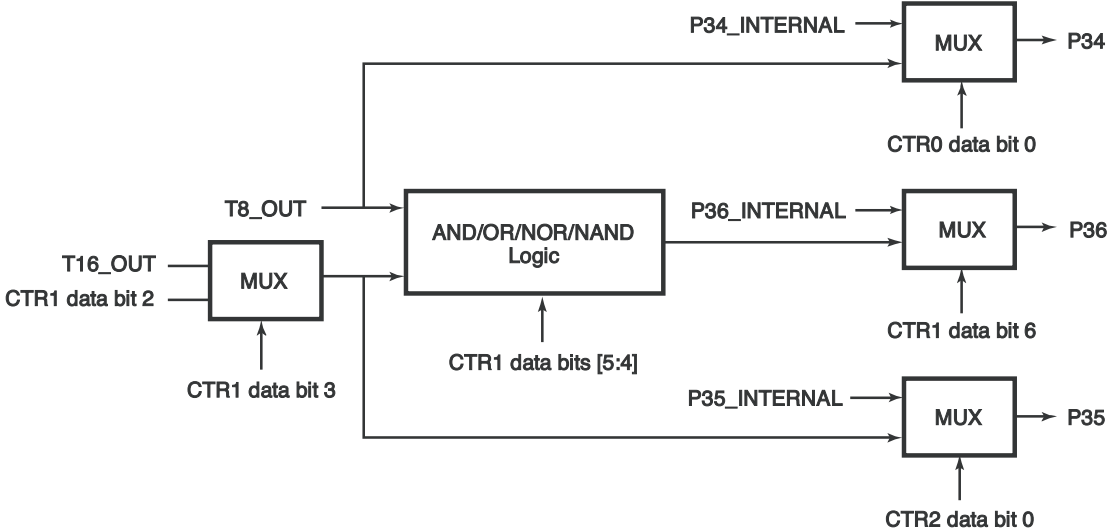 P34_INTERNAL
MUX
P34
CTR0 data bit 0
T8_OUT
AND/OR/NOR/NAND
Logic
P36_INTERNAL
MUX
P36
T16_OUT
MUX
CTR1 data bit 2
CTR1 data bit 6
CTR1 data bits [5:4]
CTR1 data bit 3
P35_INTERNAL
MUX
P35
CTR2 data bit 0